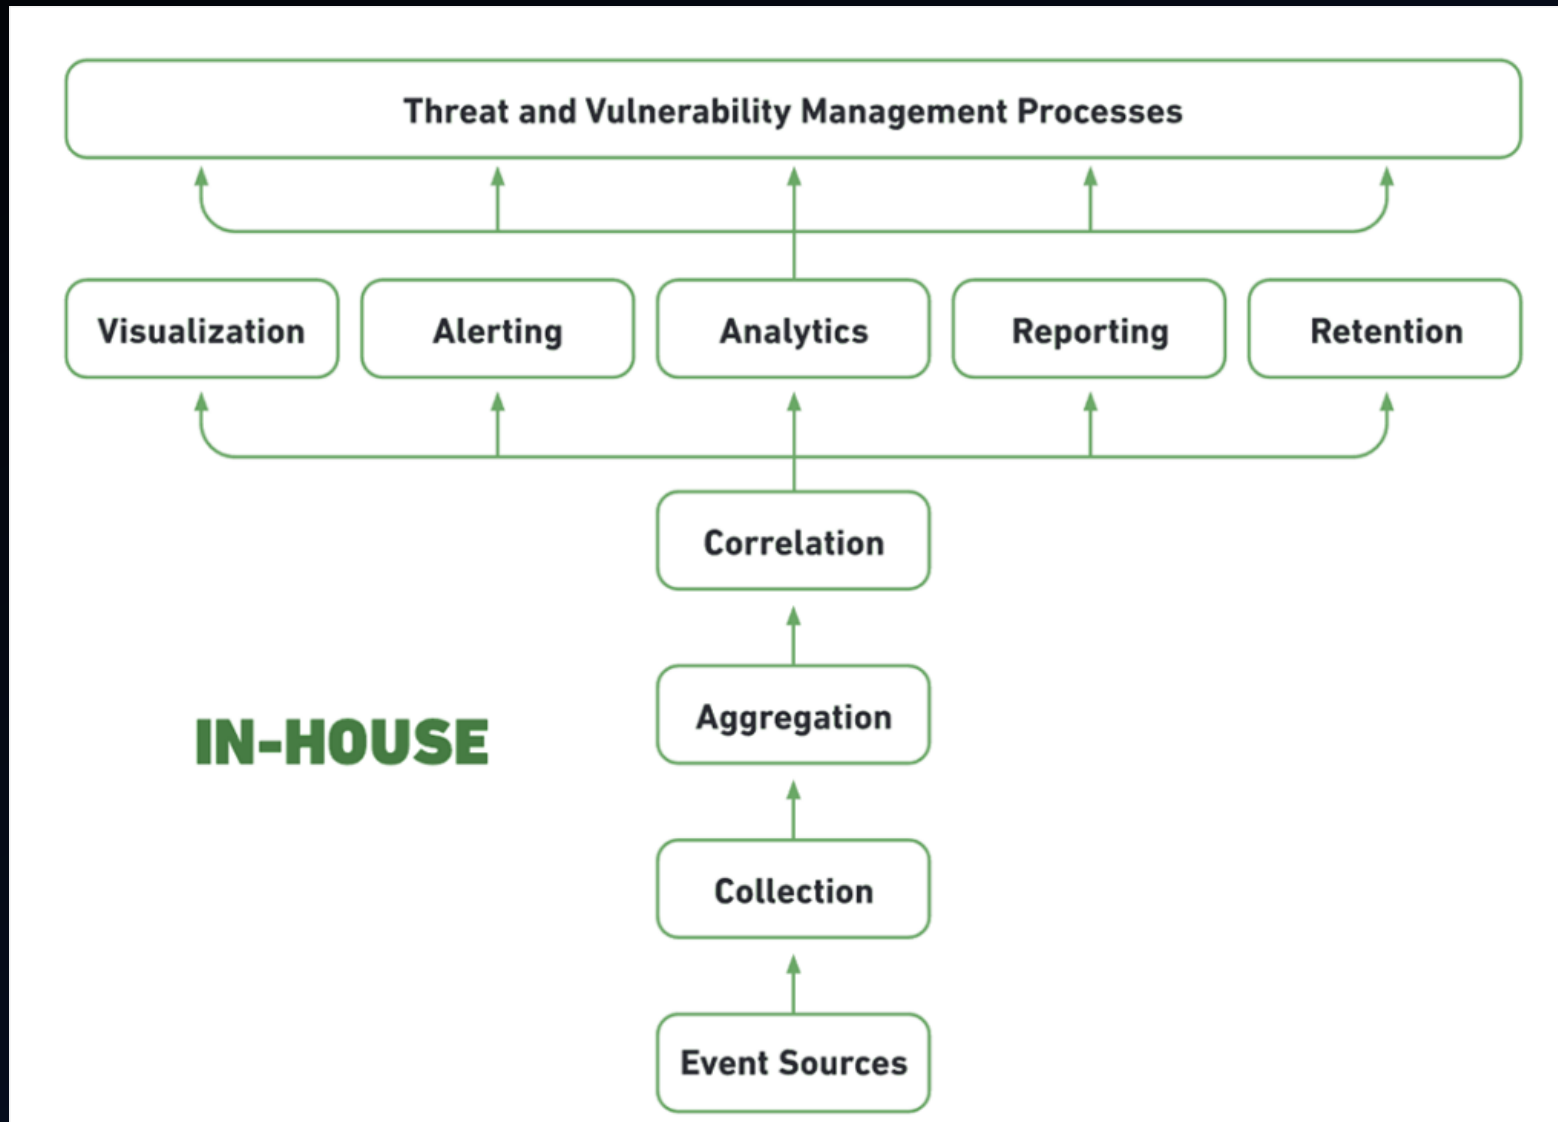 Threat and Vulnerability Management Processes
Visualization
Alerting
Analytics
Reporting
Retention
Correlation
Aggregation
IN-HOUSE
Collection
Event Sources